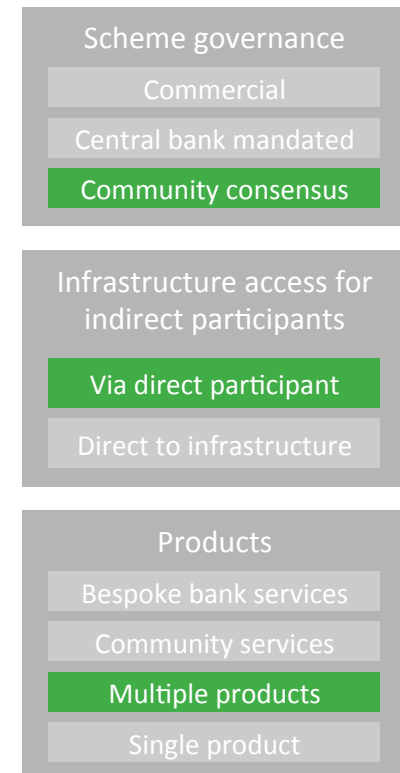 Scheme governance
Commercial
Central bank mandated
Community consensus
Infrastructure access for
indirect participants
Via direct participant
Direct to infrastructure
Products
Bespoke bank services
Community services
Multiple products
Single product